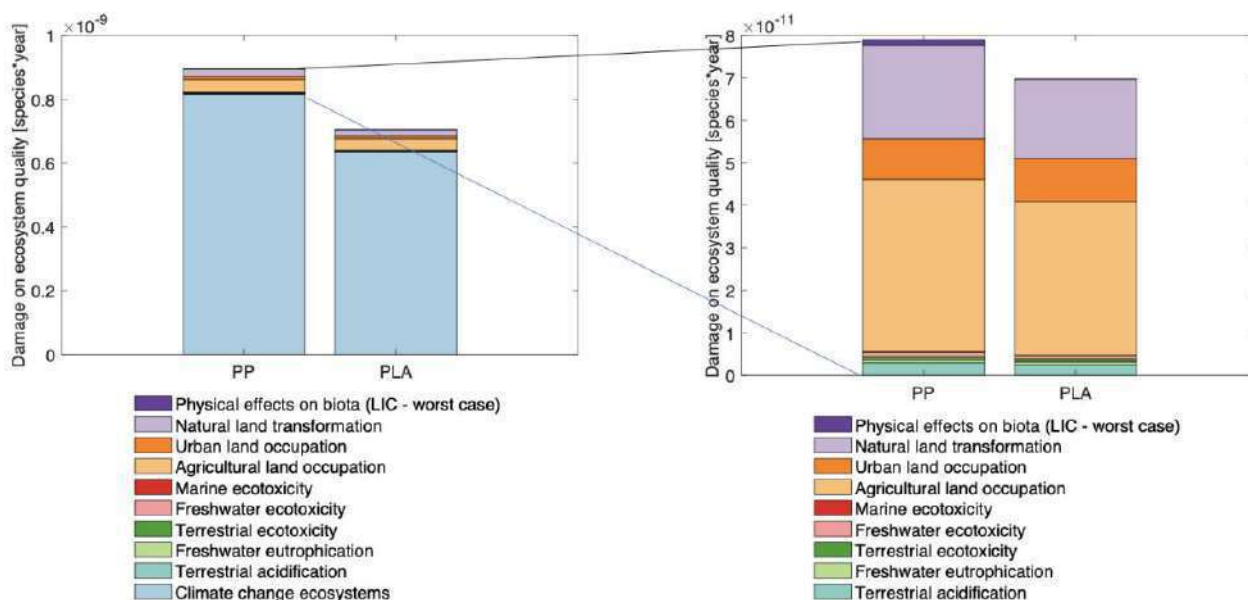 ×10⁻⁹
1
0.8
0.6
0.4
0.2
0
Damage on ecosystem quality [species*year]
PP
PLA
Physical effects on biota (LIC - worst case)
Natural land transformation
Urban land occupation
Agricultural land occupation
Marine ecotoxicity
Freshwater ecotoxicity
Terrestrial ecotoxicity
Freshwater eutrophication
Terrestrial acidification
Climate change ecosystems
×10⁻¹¹
8
7
6
5
4
3
2
1
0
Damage on ecosystem quality [species*year]
PP
PLA
Physical effects on biota (LIC - worst case)
Natural land transformation
Urban land occupation
Agricultural land occupation
Marine ecotoxicity
Freshwater ecotoxicity
Terrestrial ecotoxicity
Freshwater eutrophication
Terrestrial acidification